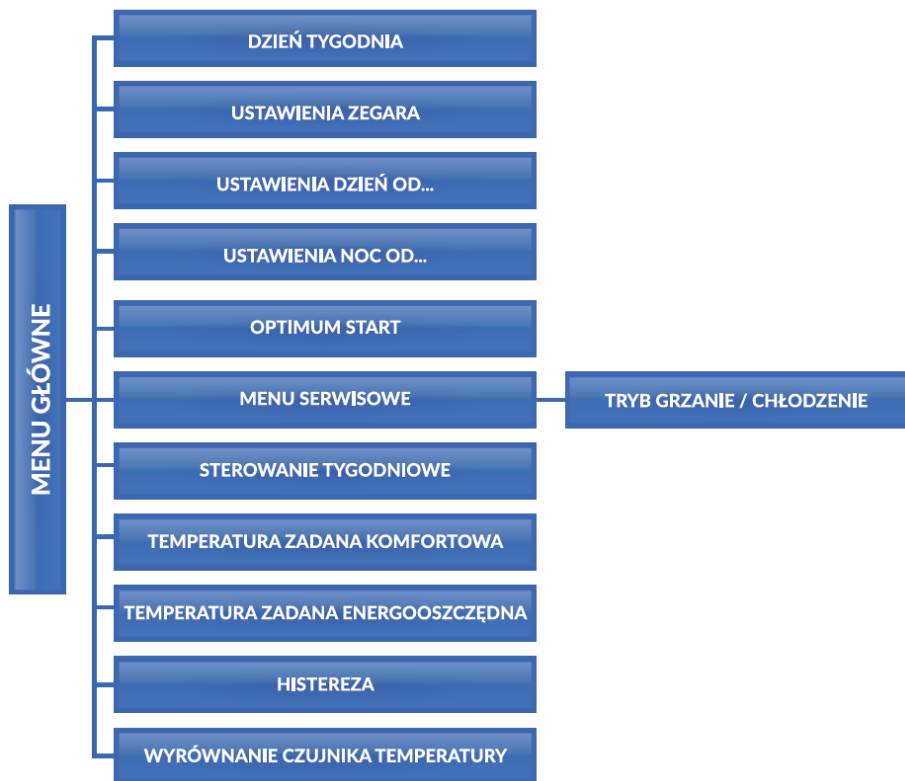 MENU GŁÓWNE
DZIEŃ TYGODNIA
USTAWIENIA ZEGARA
USTAWIENIA DZIEŃ OD...
USTAWIENIA NOC OD...
OPTIMUM START
MENU SERWISOWE
TRYB GRZANIE / CHŁODZENIE
STEROWANIE TYGODNIOWE
TEMPERATURA ZADANA KOMFORTOWA
TEMPERATURA ZADANA ENERGOOSZCZĘDNA
HISTEREZA
WYRÓWNANIE CZUJNIKA TEMPERATURY